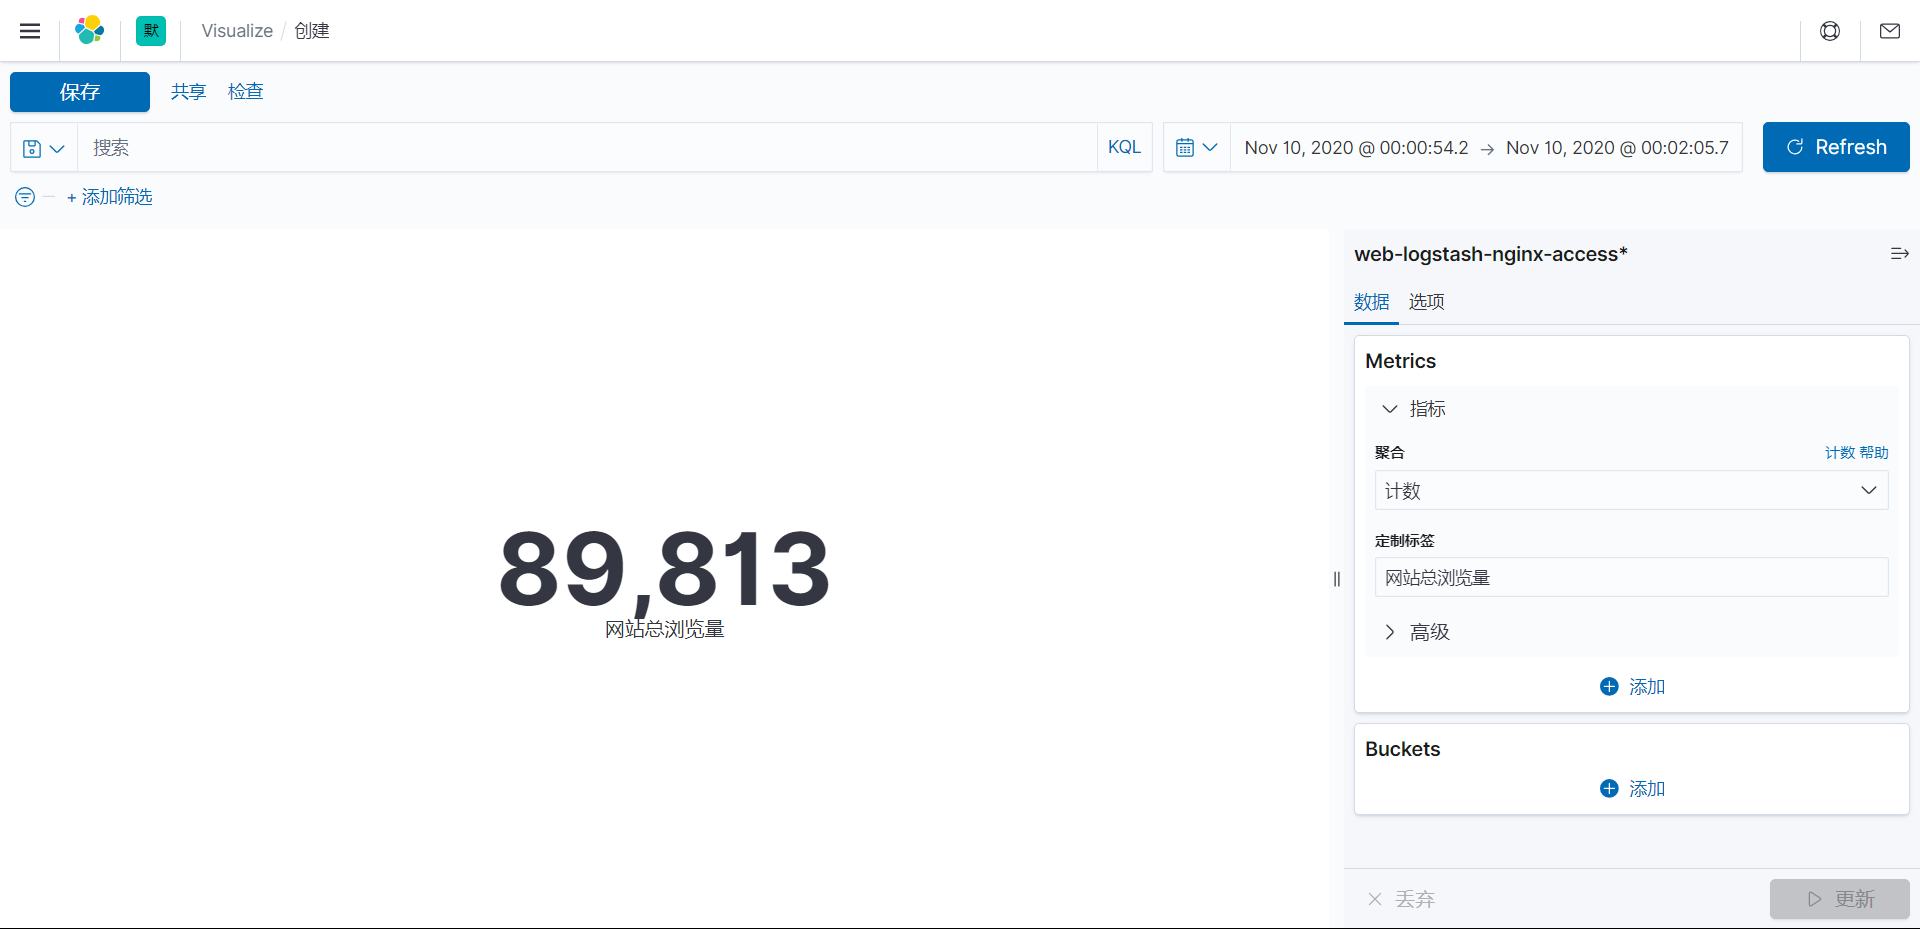 默 Visualize / 创建
保存 共享 检查
搜索 KQL Nov 10, 2020 @ 00:00:54.2 → Nov 10, 2020 @ 00:02:05.7 Refresh
+ 添加筛选
89,813
网站总浏览量
web-logstash-nginx-access*
数据 选项
Metrics
指标
聚合 计数 帮助
计数
定制标签
网站总浏览量
高级
添加
Buckets
添加
丢弃 更新